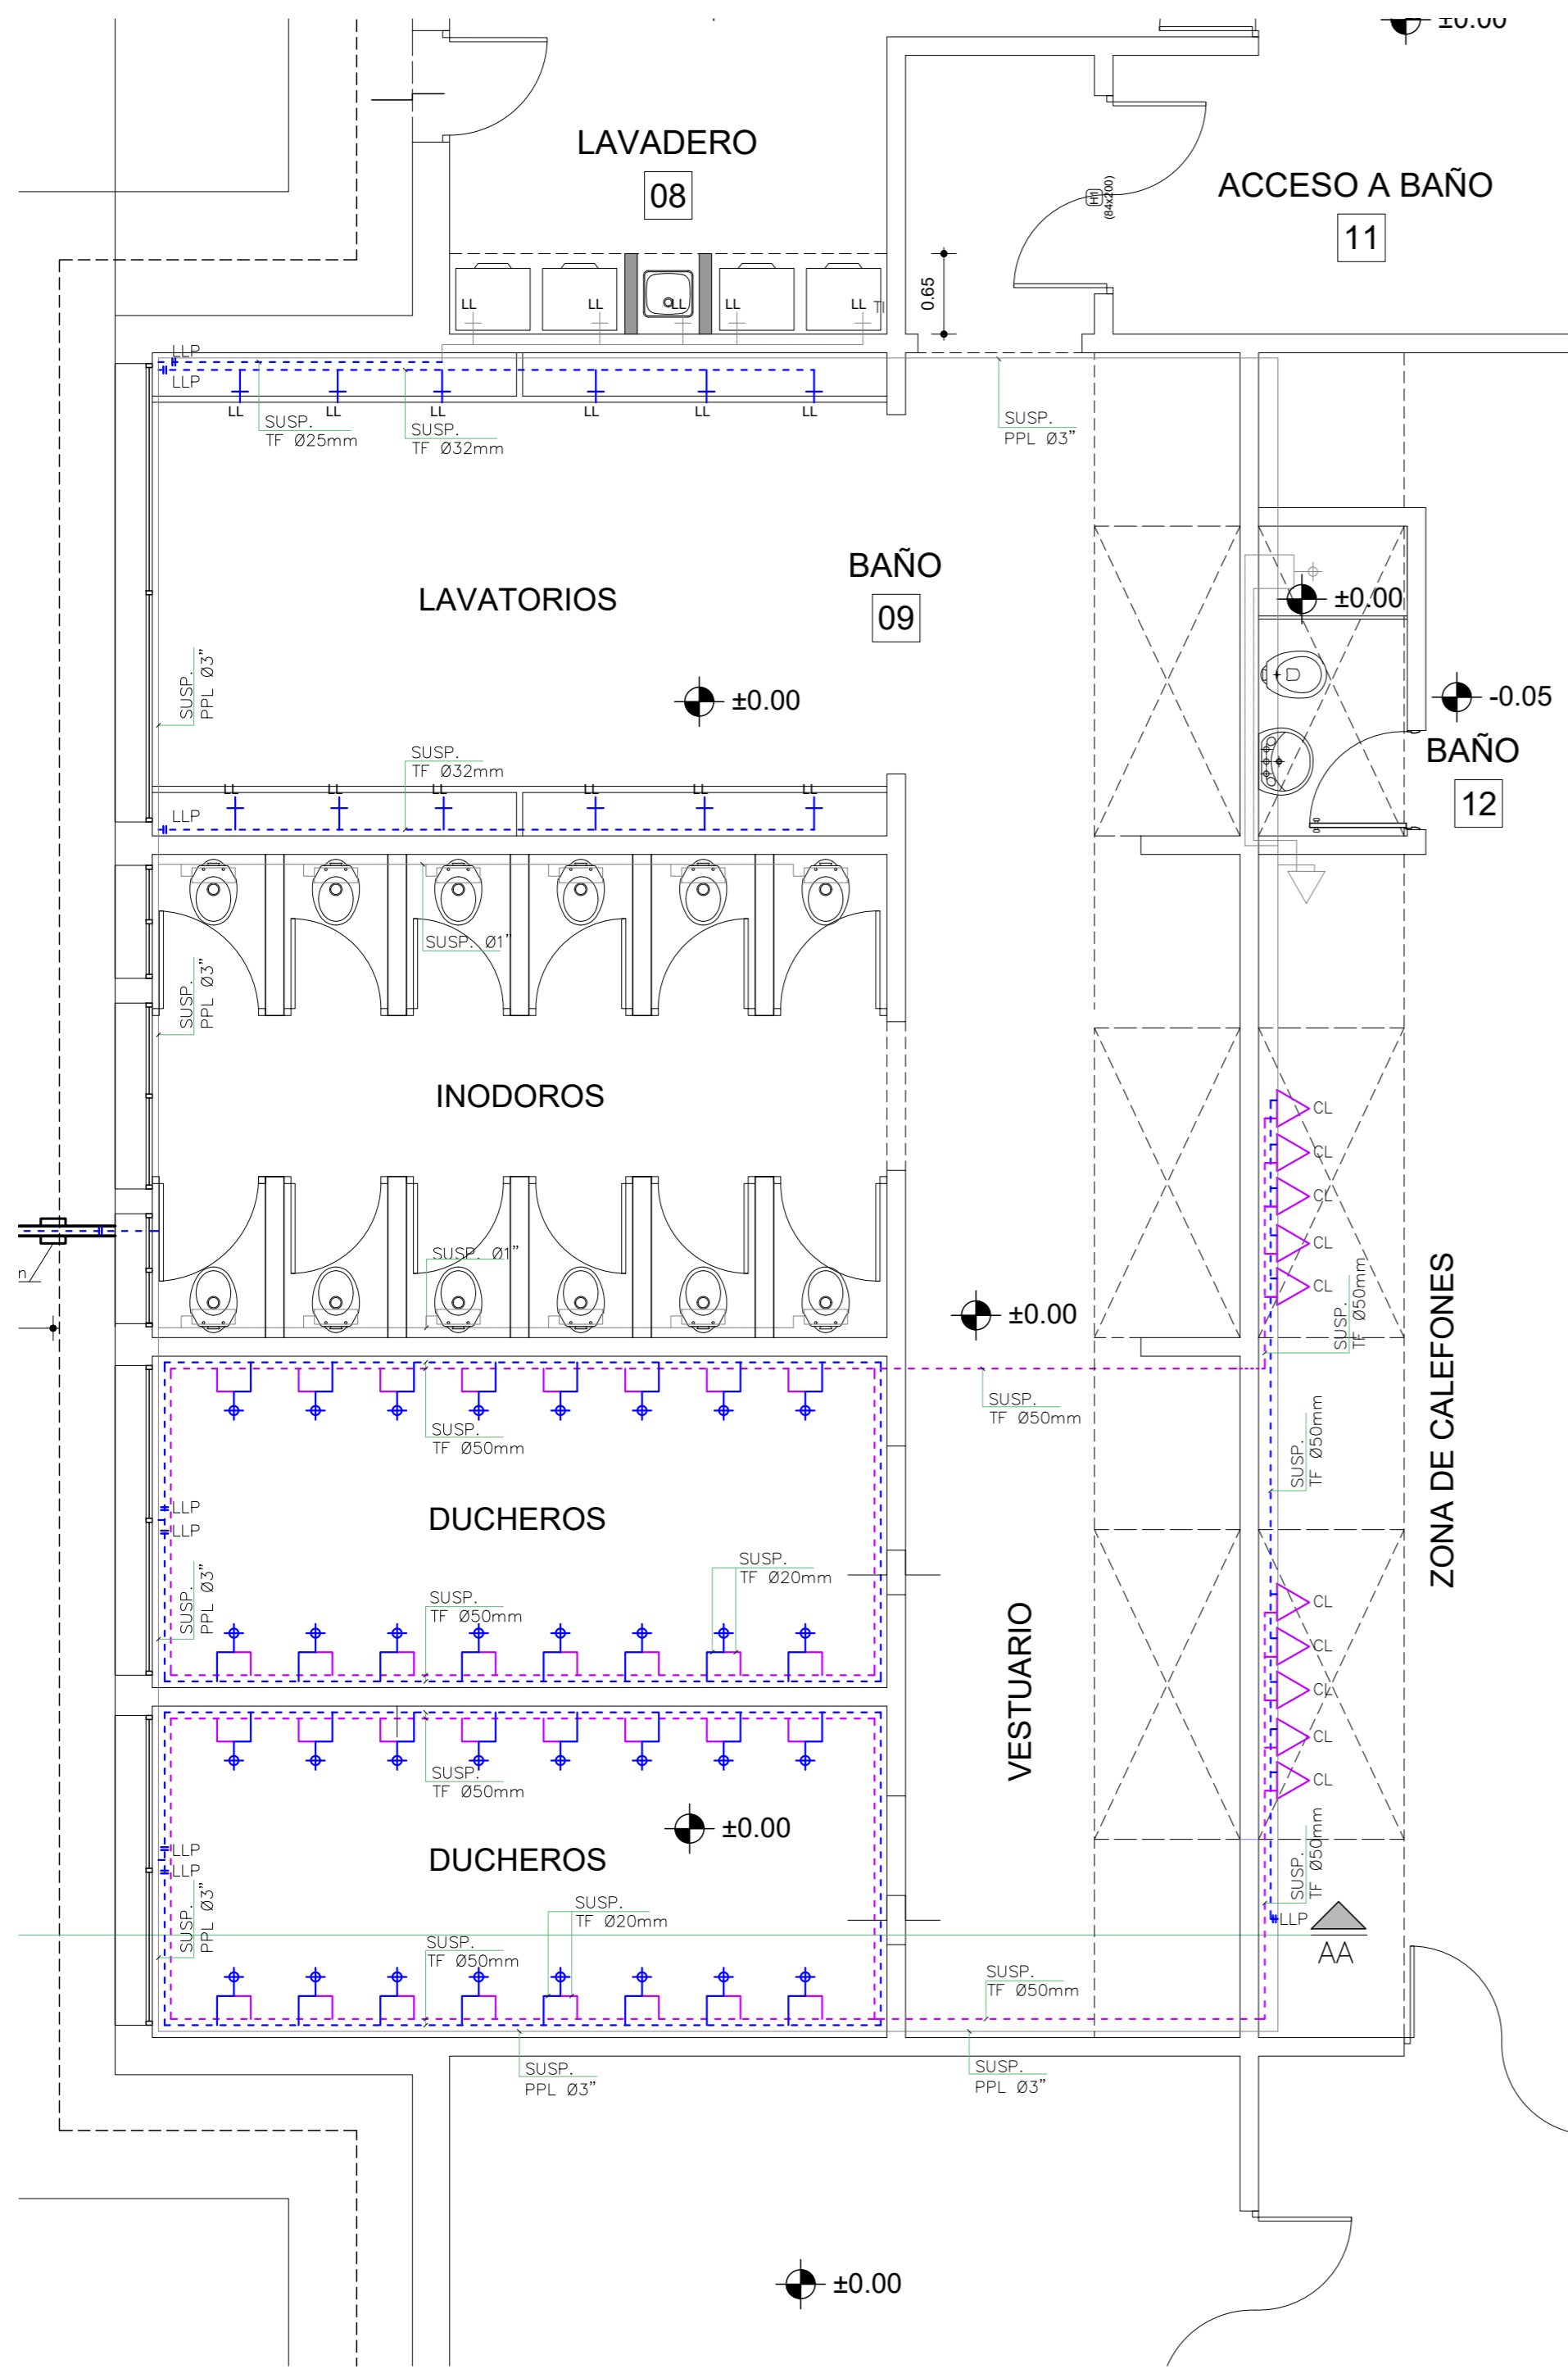 ±0.00
LAVADERO
08
ACCESO A BAÑO
11
H1
(84x200)
0.65
LL
LL
LL
LL
LL
TI
LLP
LLP
LL
LL
LL
LL
LL
LL
SUSP.
TF Ø25mm
SUSP.
TF Ø32mm
SUSP.
PPL Ø3"
LAVATORIOS
BAÑO
09
±0.00
±0.00
-0.05
BAÑO
12
SUSP.
PPL Ø3"
SUSP.
TF Ø32mm
LL
LL
LL
LL
LL
LL
LLP
SUSP. Ø1"
SUSP.
PPL Ø3"
INODOROS
CL
CL
CL
CL
CL
SUSP. Ø1"
n
±0.00
SUSP.
TF Ø50mm
ZONA DE CALEFONES
SUSP.
TF Ø50mm
SUSP.
TF Ø50mm
SUSP.
TF Ø50mm
LLP
LLP
DUCHEROS
SUSP.
PPL Ø3"
SUSP.
TF Ø50mm
SUSP.
TF Ø20mm
VESTUARIO
CL
CL
CL
CL
CL
SUSP.
TF Ø50mm
±0.00
LLP
LLP
DUCHEROS
SUSP.
TF Ø50mm
SUSP.
PPL Ø3"
SUSP.
TF Ø20mm
SUSP.
TF Ø50mm
LLP
AA
SUSP.
TF Ø50mm
SUSP.
PPL Ø3"
SUSP.
PPL Ø3"
±0.00